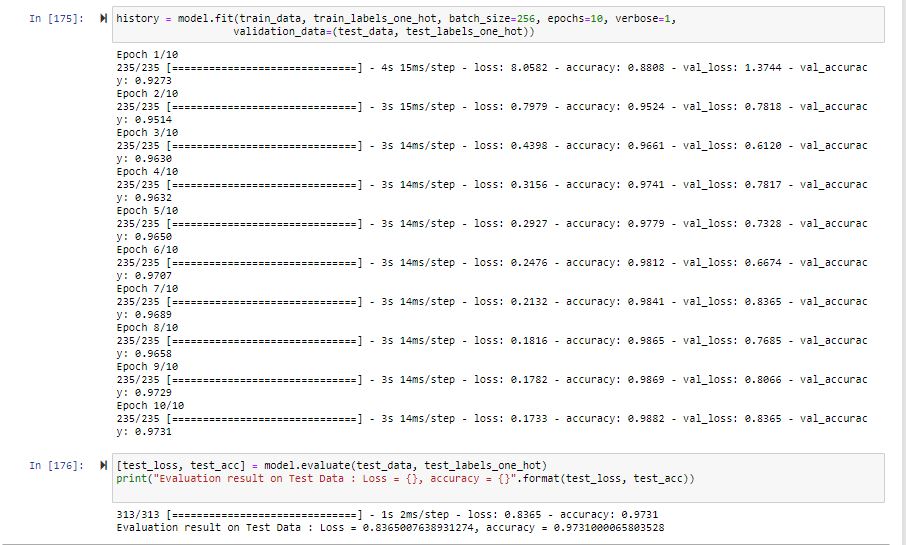 In [175]: history = model.fit(train_data, train_labels_one_hot, batch_size=256, epochs=10, verbose=1,
validation_data=(test_data, test_labels_one_hot))
Epoch 1/10
235/235 [==============================] - 4s 15ms/step - loss: 8.0582 - accuracy: 0.8808 - val_loss: 1.3744 - val_accurac
y: 0.9273
Epoch 2/10
235/235 [==============================] - 3s 15ms/step - loss: 0.7979 - accuracy: 0.9524 - val_loss: 0.7818 - val_accurac
y: 0.9514
Epoch 3/10
235/235 [==============================] - 3s 14ms/step - loss: 0.4398 - accuracy: 0.9661 - val_loss: 0.6120 - val_accurac
y: 0.9630
Epoch 4/10
235/235 [==============================] - 3s 14ms/step - loss: 0.3156 - accuracy: 0.9741 - val_loss: 0.7817 - val_accurac
y: 0.9632
Epoch 5/10
235/235 [==============================] - 3s 14ms/step - loss: 0.2927 - accuracy: 0.9779 - val_loss: 0.7328 - val_accurac
y: 0.9650
Epoch 6/10
235/235 [==============================] - 3s 14ms/step - loss: 0.2476 - accuracy: 0.9812 - val_loss: 0.6674 - val_accurac
y: 0.9707
Epoch 7/10
235/235 [==============================] - 3s 14ms/step - loss: 0.2132 - accuracy: 0.9841 - val_loss: 0.8365 - val_accurac
y: 0.9689
Epoch 8/10
235/235 [==============================] - 3s 14ms/step - loss: 0.1816 - accuracy: 0.9865 - val_loss: 0.7685 - val_accurac
y: 0.9658
Epoch 9/10
235/235 [==============================] - 3s 14ms/step - loss: 0.1782 - accuracy: 0.9869 - val_loss: 0.8066 - val_accurac
y: 0.9729
Epoch 10/10
235/235 [==============================] - 3s 14ms/step - loss: 0.1733 - accuracy: 0.9882 - val_loss: 0.8365 - val_accurac
y: 0.9731
In [176]: [test_loss, test_acc] = model.evaluate(test_data, test_labels_one_hot)
print("Evaluation result on Test Data : Loss = {}, accuracy = {}".format(test_loss, test_acc))
313/313 [==============================] - 1s 2ms/step - loss: 0.8365 - accuracy: 0.9731
Evaluation result on Test Data : Loss = 0.8365007638931274, accuracy = 0.9731000065803528